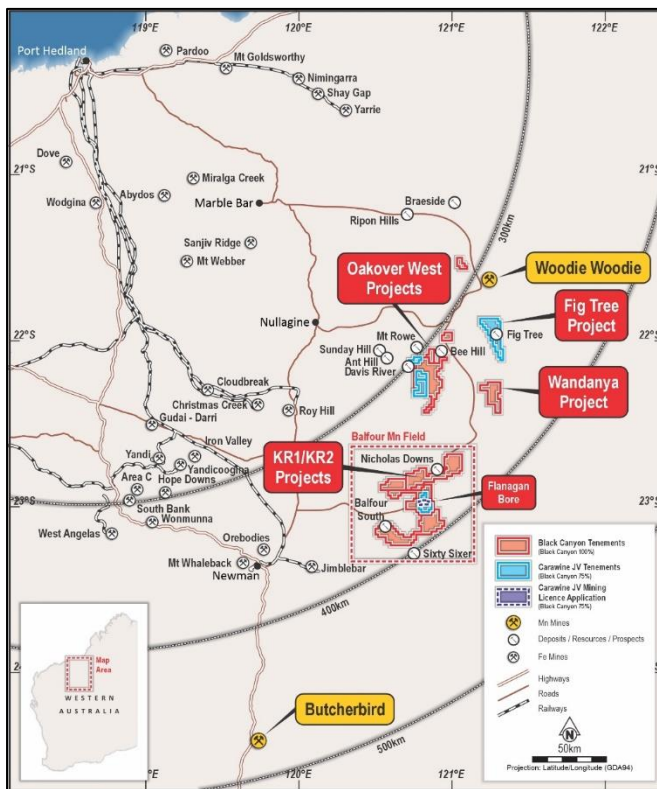 119°E
120°E
121°E
122°E
Port Hedland
Pardoo
Mt Goldsworthy
Nimingarra
Shay Gap
Yarrie
Dove
21°S
21°S
Miralga Creek
Wodgina
Abydos
Marble Bar
Braeside
Ripon Hills
300km
Sanjiv Ridge
Mt Webber
Oakover West
Projects
Woodie Woodie
Fig Tree
Project
Nullagine
22°S
22°S
Mt Rowe
Fig Tree
Sunday Hill
Bee Hill
Ant Hill
Davis River
Wandanya
Project
Cloudbreak
Christmas Creek
Roy Hill
Gudai - Darri
Iron Valley
Balfour Mn Field
KR1/KR2
Projects
Nicholas Downs
Yandi
Yandicoogina
Area C
Hope Downs
Flanagan
Bore
23°S
23°S
South Bank
Balfour
South
Wonmunna
West Angelas
Orebodies
Sixty Sixer
Mt Whaleback
Newman
Jimblebar
400km
Black Canyon Tenements
(Black Canyon 100%)
Carawine JV Tenements
(Black Canyon 75%)
Carawine JV Mining
Licence Application
(Black Canyon 75%)
Mn Mines
Deposits / Resources / Prospects
Fe Mines
Highways
Roads
Railways
N
50km
Projection: Latitude/Longitude (GDA94)
Map
Area
WESTERN
AUSTRALIA
Butcherbird
500km
119°E
120°E
121°E